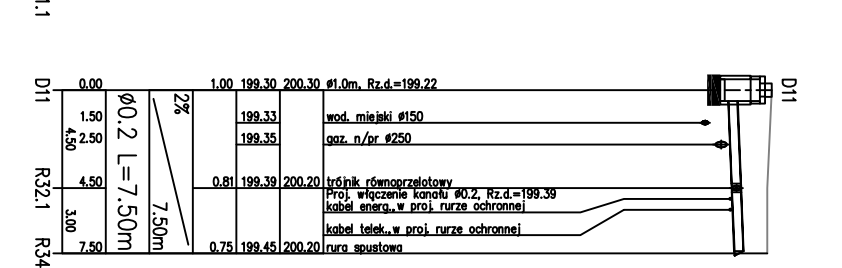 1.1
D11
0.00
1.00 199.30 200.30 ø1.0m, Rz.d.=199.22
D11
1.50
199.33
wod. miejski ø150
2%
ø0.2 L=7.50m
4.50
2.50
199.35
gaz. n/pr ø250
R32.1
4.50
0.81 199.39 200.20 trójnik równoprzelotowy
Proj. włączenie kanału ø0.2, Rz.d.=199.39
kabel energ.,w proj. rurze ochronnej
3.00
7.50m
kabel telek.,w proj. rurze ochronnej
R34
7.50
0.75 199.45 200.20 rura spustowa